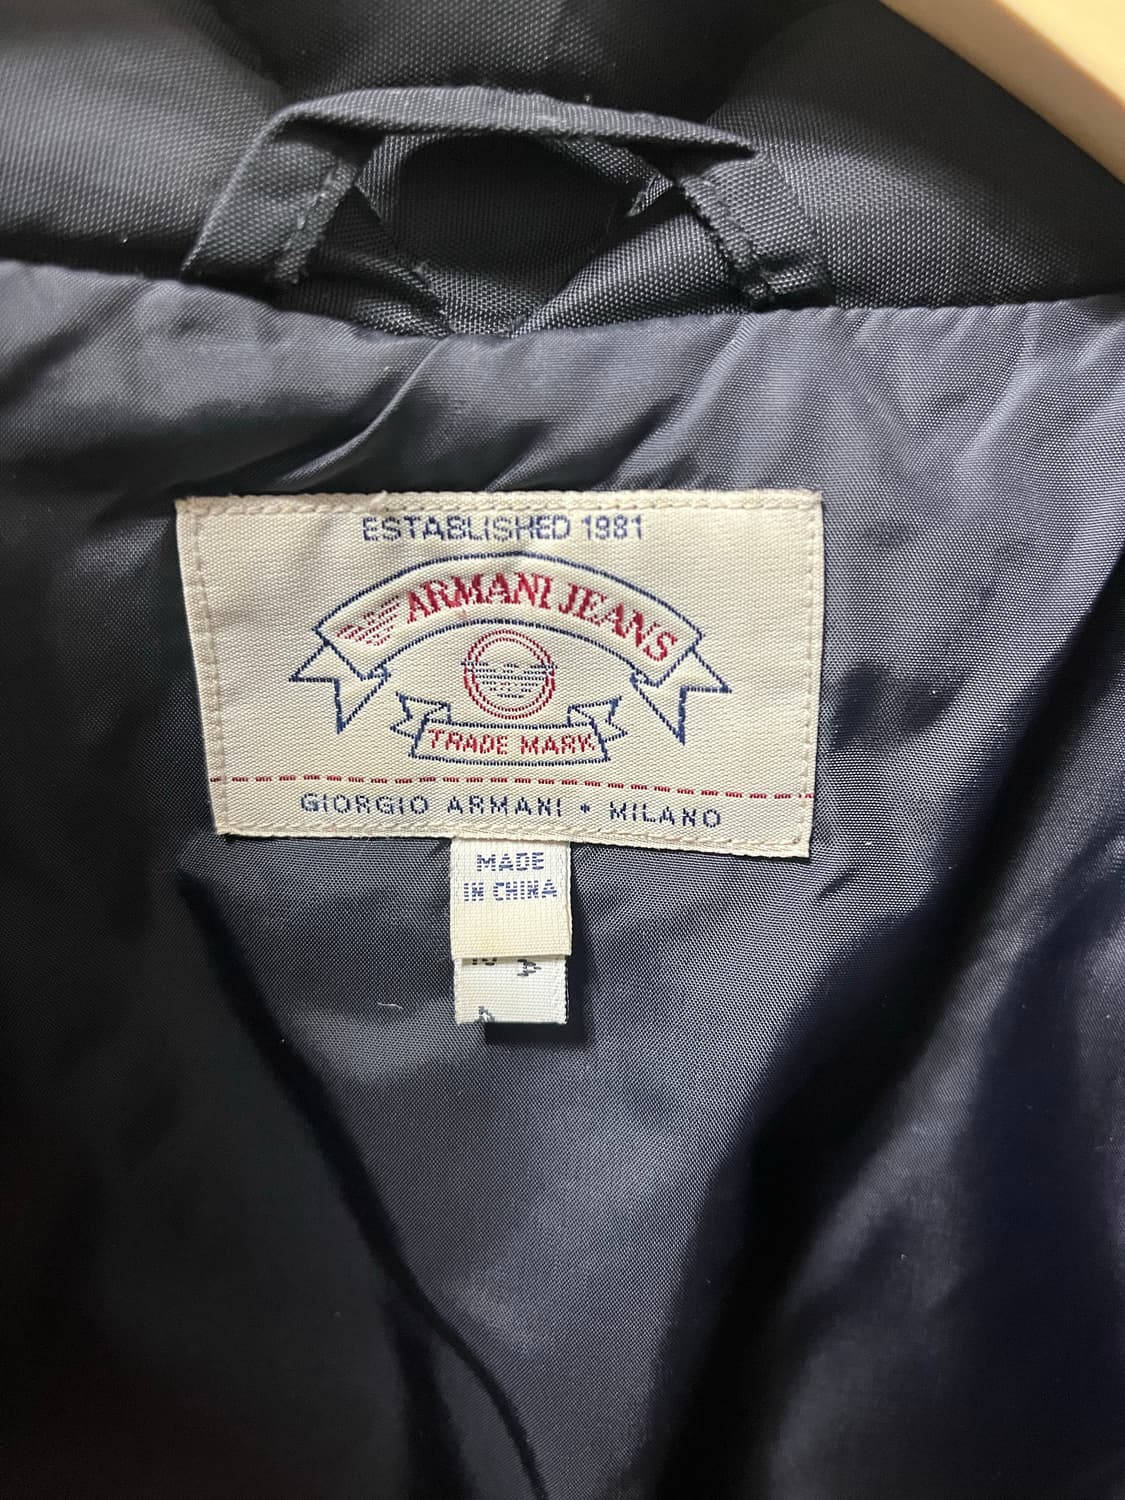 ESTABLISHED 1981
ARMANI JEANS
TRADE MARK
GIORGIO ARMANI • MILANO
MADE
IN CHINA